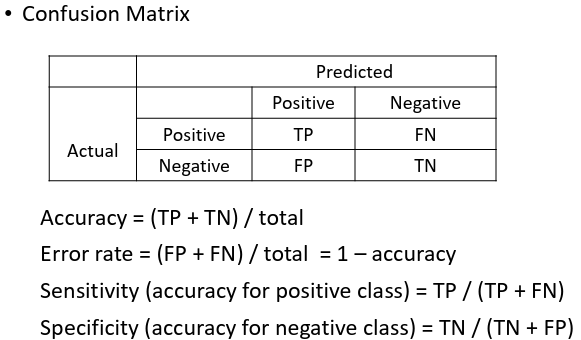 • Confusion Matrix
Predicted
Positive Negative
Actual
Positive TP FN
Negative FP TN
Accuracy = (TP + TN) / total
Error rate = (FP + FN) / total = 1 – accuracy
Sensitivity (accuracy for positive class) = TP / (TP + FN)
Specificity (accuracy for negative class) = TN / (TN + FP)